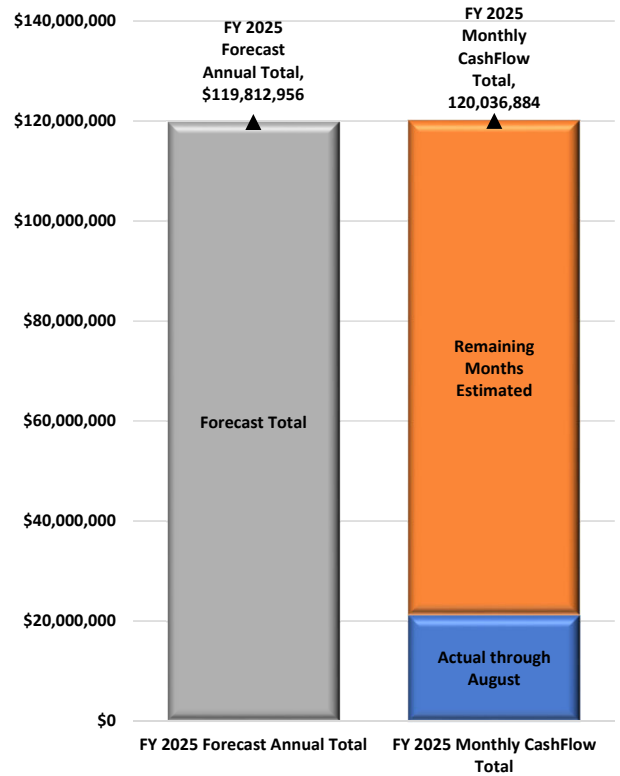 $140,000,000
$120,000,000
$100,000,000
$80,000,000
$60,000,000
$40,000,000
$20,000,000
$0
FY 2025
Forecast
Annual Total,
$119,812,956
FY 2025
Monthly
CashFlow
Total,
120,036,884
Forecast Total
Remaining
Months
Estimated
Actual through
August
FY 2025 Forecast Annual Total
FY 2025 Monthly CashFlow
Total